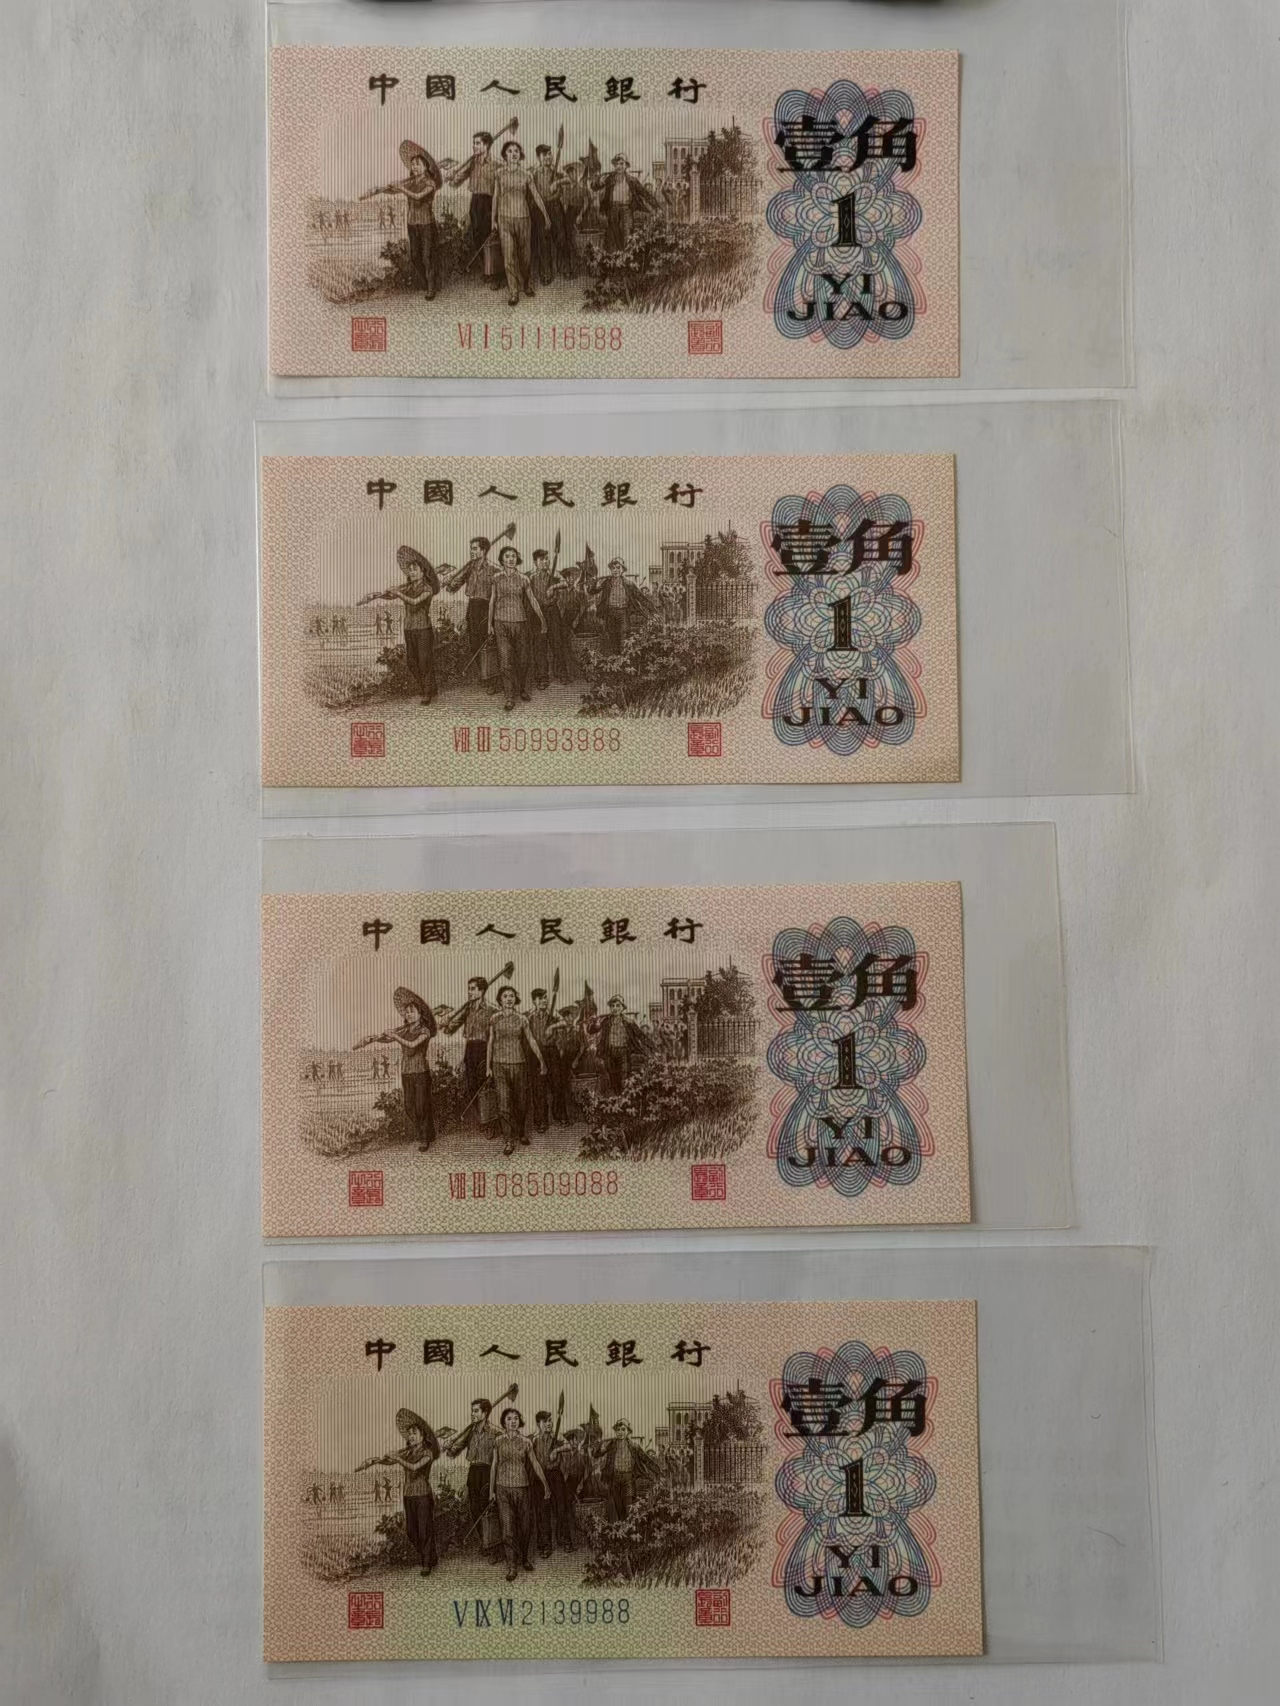 中國人民銀行
壹角
1
YI
JIAO
Ⅵ Ⅰ 51116588
中國人民銀行
壹角
1
YI
JIAO
Ⅷ Ⅲ 50993988
中國人民銀行
壹角
1
YI
JIAO
Ⅷ Ⅲ 08509088
中國人民銀行
壹角
1
YI
JIAO
Ⅴ Ⅸ Ⅵ 2139988